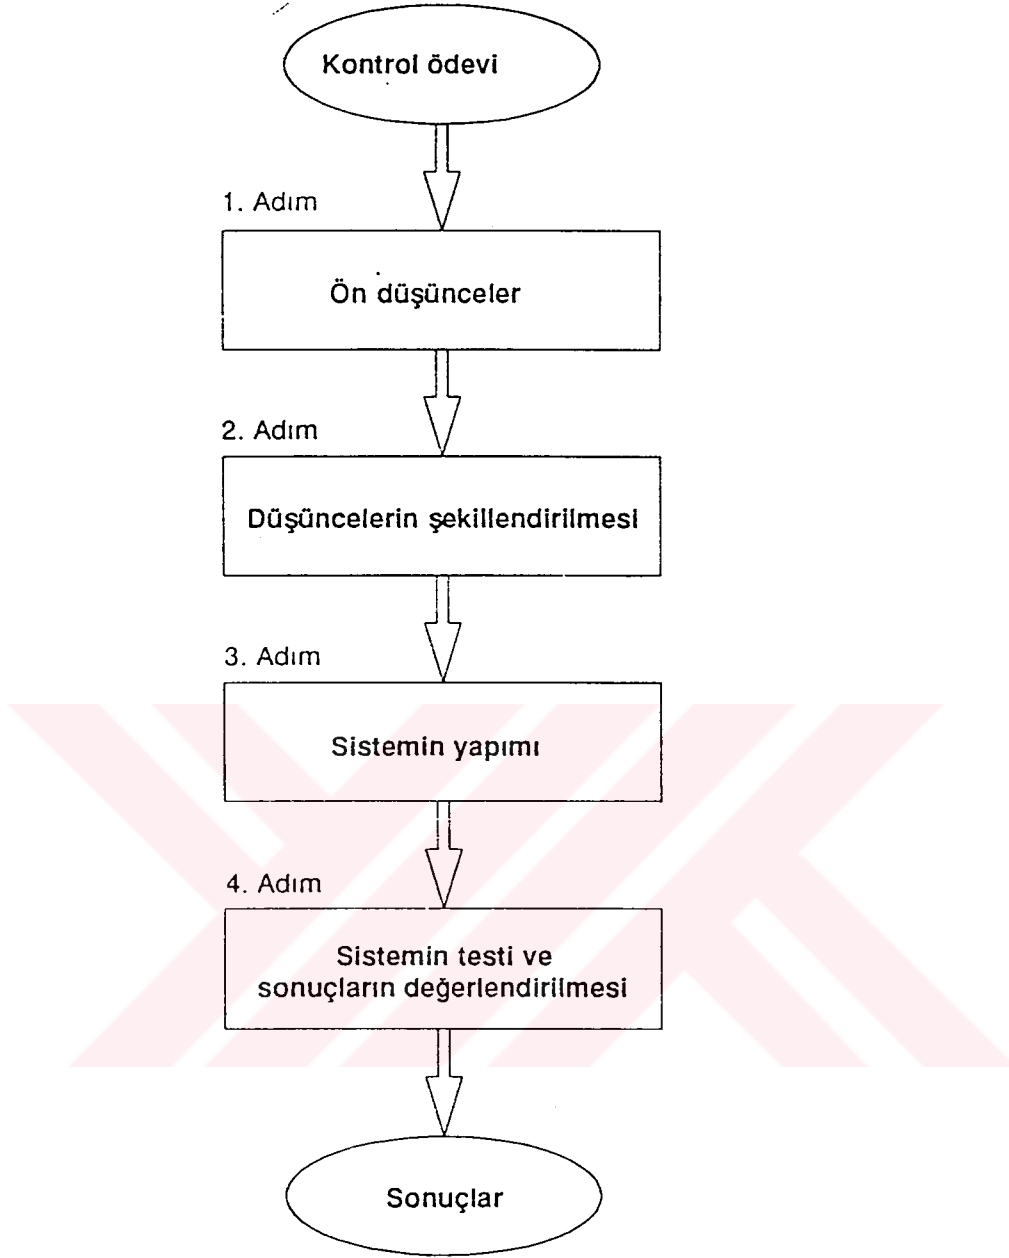 Kontrol ödevi
1. Adım
Ön düşünceler
2. Adım
Düşüncelerin şekillendirilmesi
3. Adım
Sistemin yapımı
4. Adım
Sistemin testi ve
sonuçların değerlendirilmesi
Sonuçlar